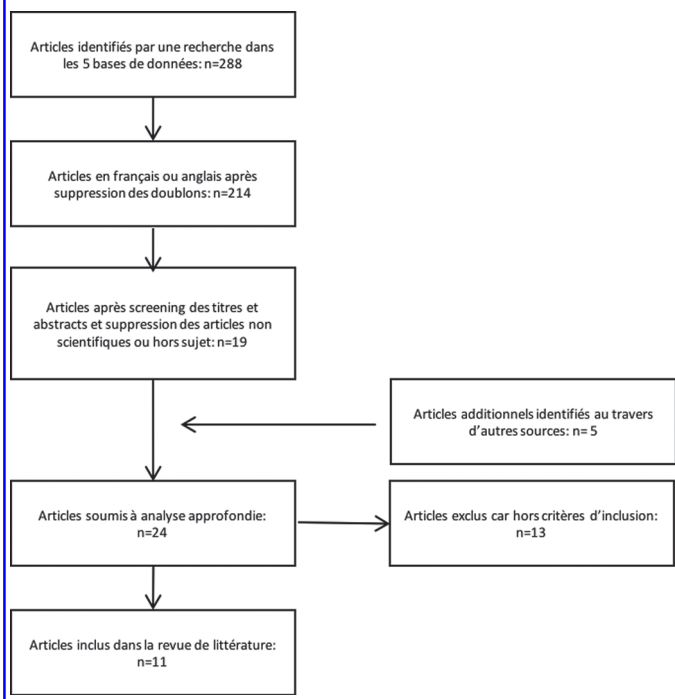 Articles identifiés par une recherche dans
les 5 bases de données: n=288
Articles en français ou anglais après
suppression des doublons: n=214
Articles après screening des titres et
abstracts et suppression des articles non
scientifiques ou hors sujet: n=19
Articles additionnels identifiés au travers
d'autres sources: n= 5
Articles soumis à analyse approfondie:
n=24
Articles exclus car hors critères d'inclusion:
n=13
Articles inclus dans la revue de littérature:
n=11